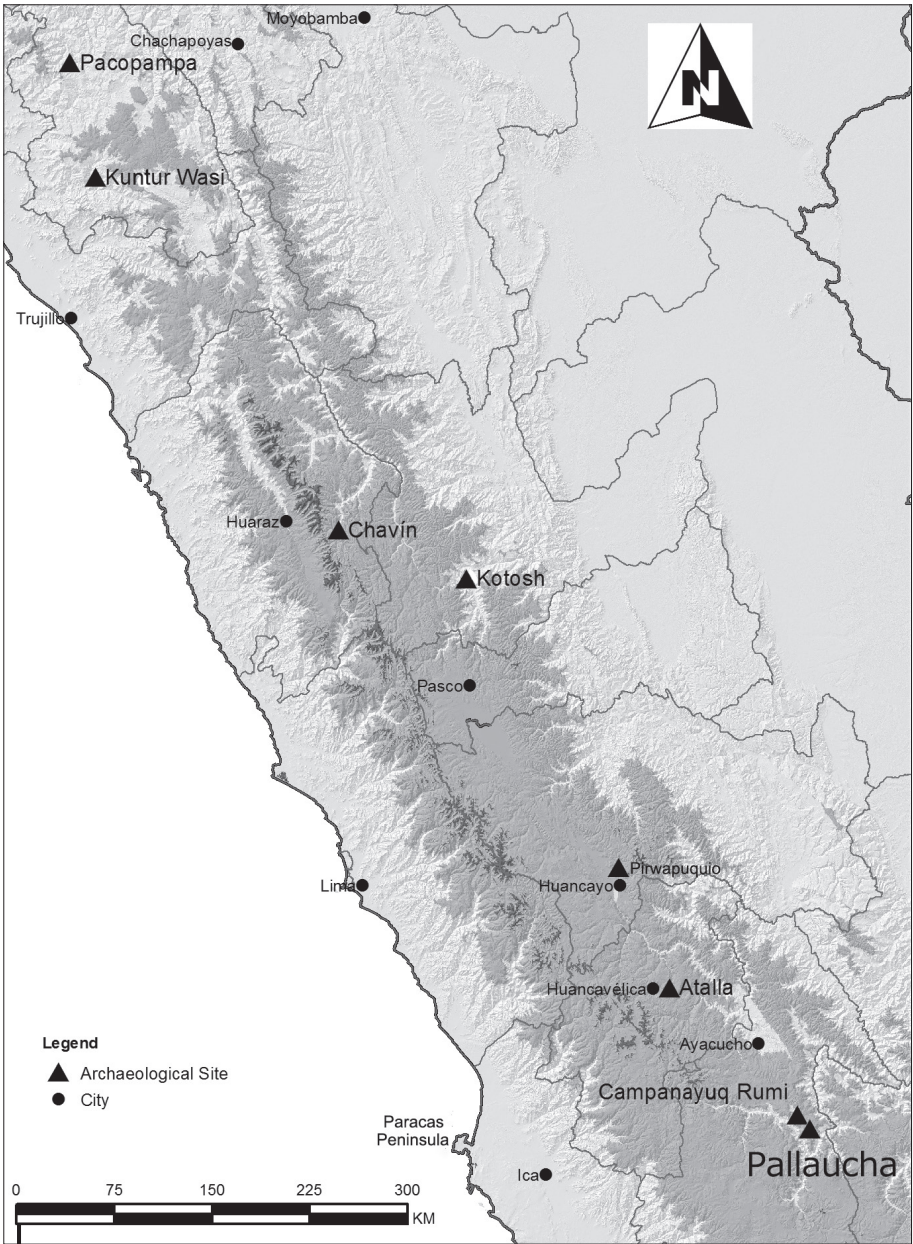 Moyobamba
Chachapoyas
Pacopampa
N
Kuntur Wasi
Trujillo
Huaraz
Chavín
Kotosh
Pasco
Pirwapuquio
Lima
Huancayo
Huancavélica
Atalla
Legend
Ayacucho
Archaeological Site
City
Campanayuq Rumi
Paracas
Peninsula
Pallaucha
Ica
0 75 150 225 300
KM